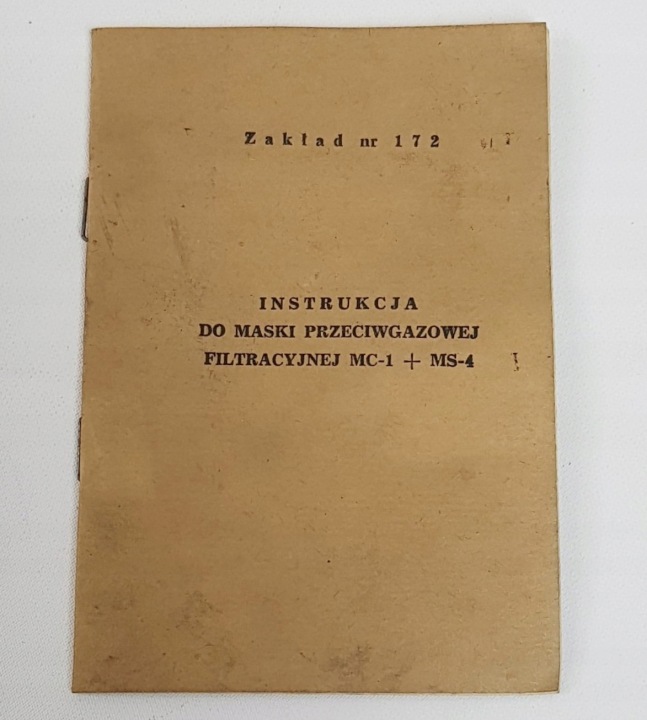 Zakład nr 172
INSTRUKCJA
DO MASKI PRZECIWGAZOWEJ
FILTRACYJNEJ MC-1 + MS-4